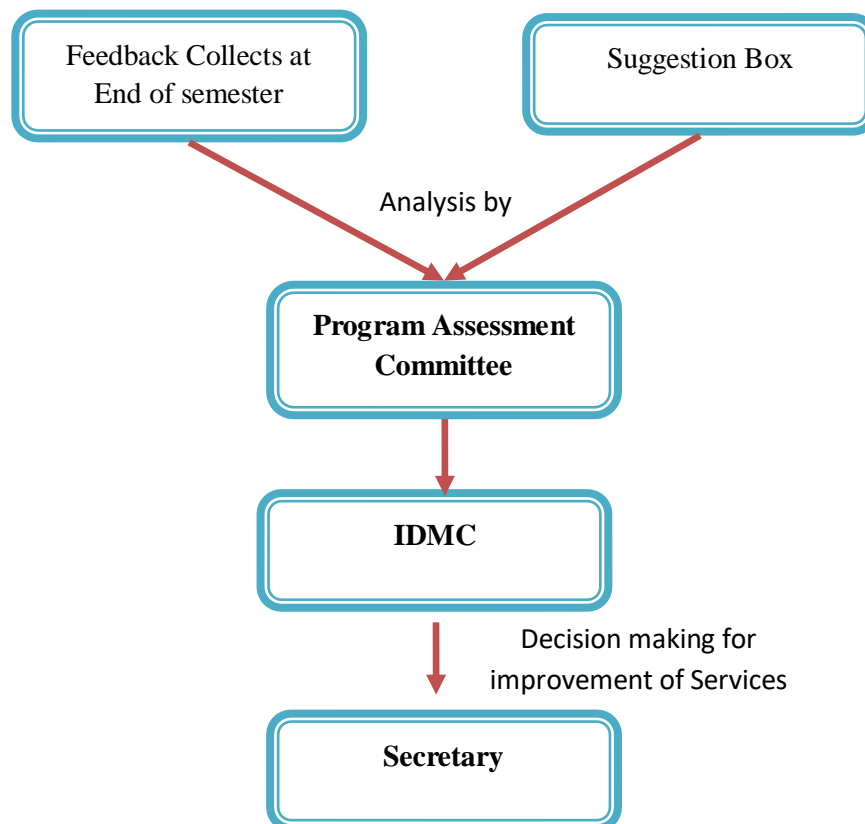 Feedback Collects at
End of semester
Suggestion Box
Analysis by
Program Assessment
Committee
IDMC
Decision making for
improvement of Services
Secretary